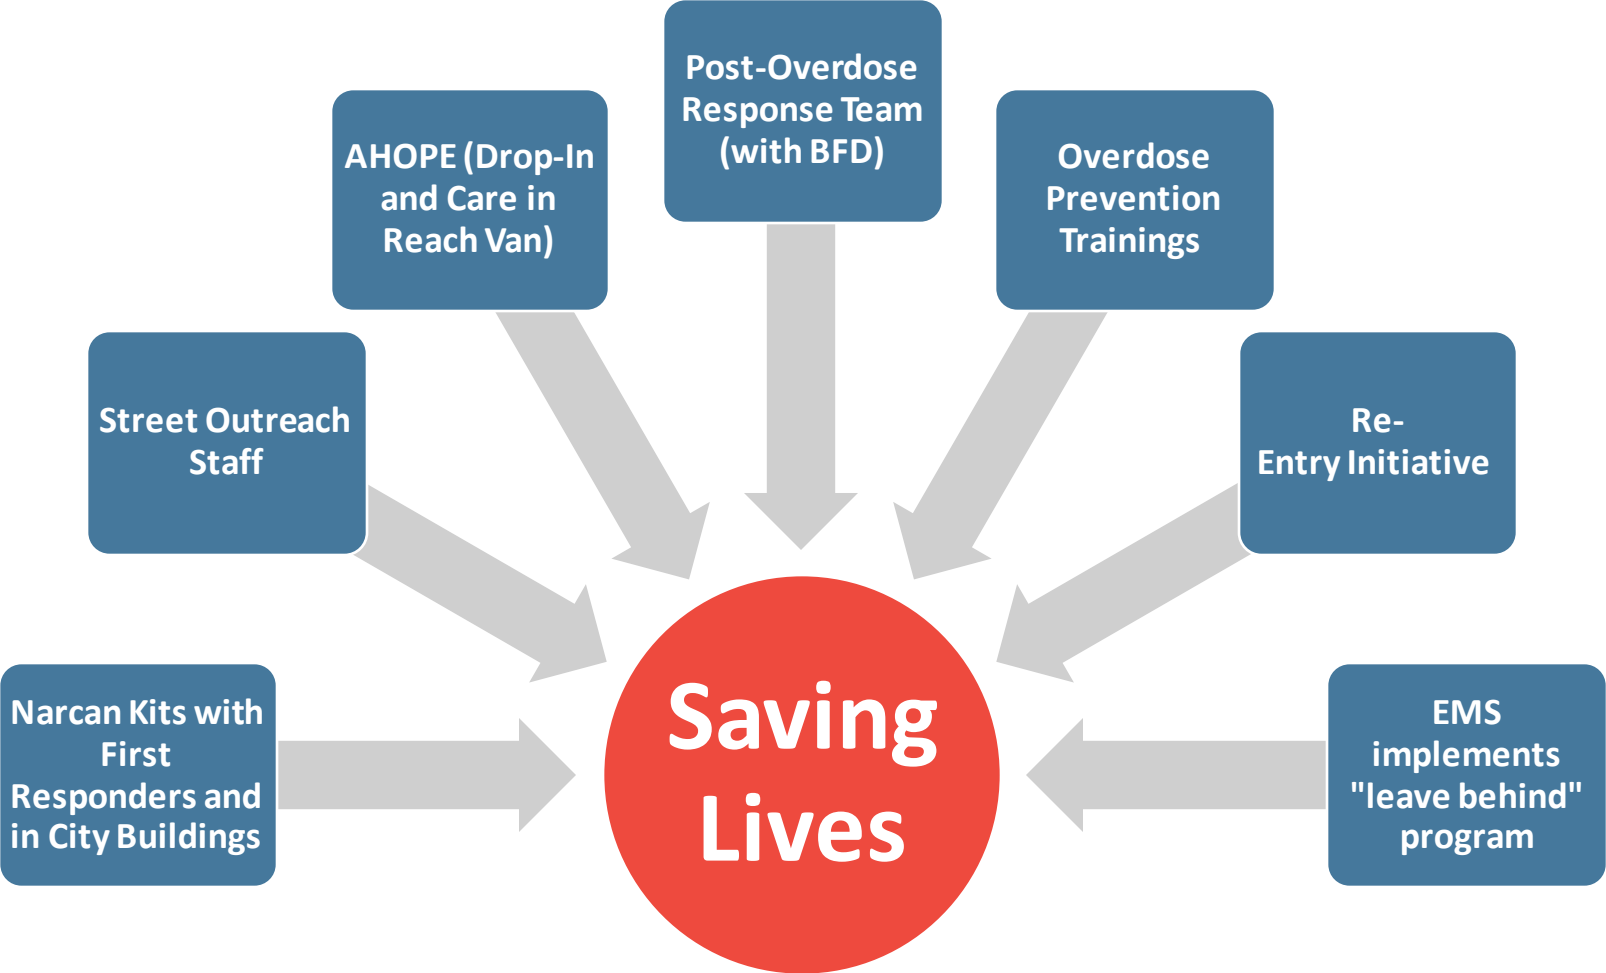 Post-Overdose
Response Team
(with BFD)
AHOPE (Drop-In
and Care in
Reach Van)
Overdose
Prevention
Trainings
Street Outreach
Staff
Re-
Entry Initiative
Narcan Kits with
First
Responders and
in City Buildings
Saving
Lives
EMS
implements
"leave behind"
program